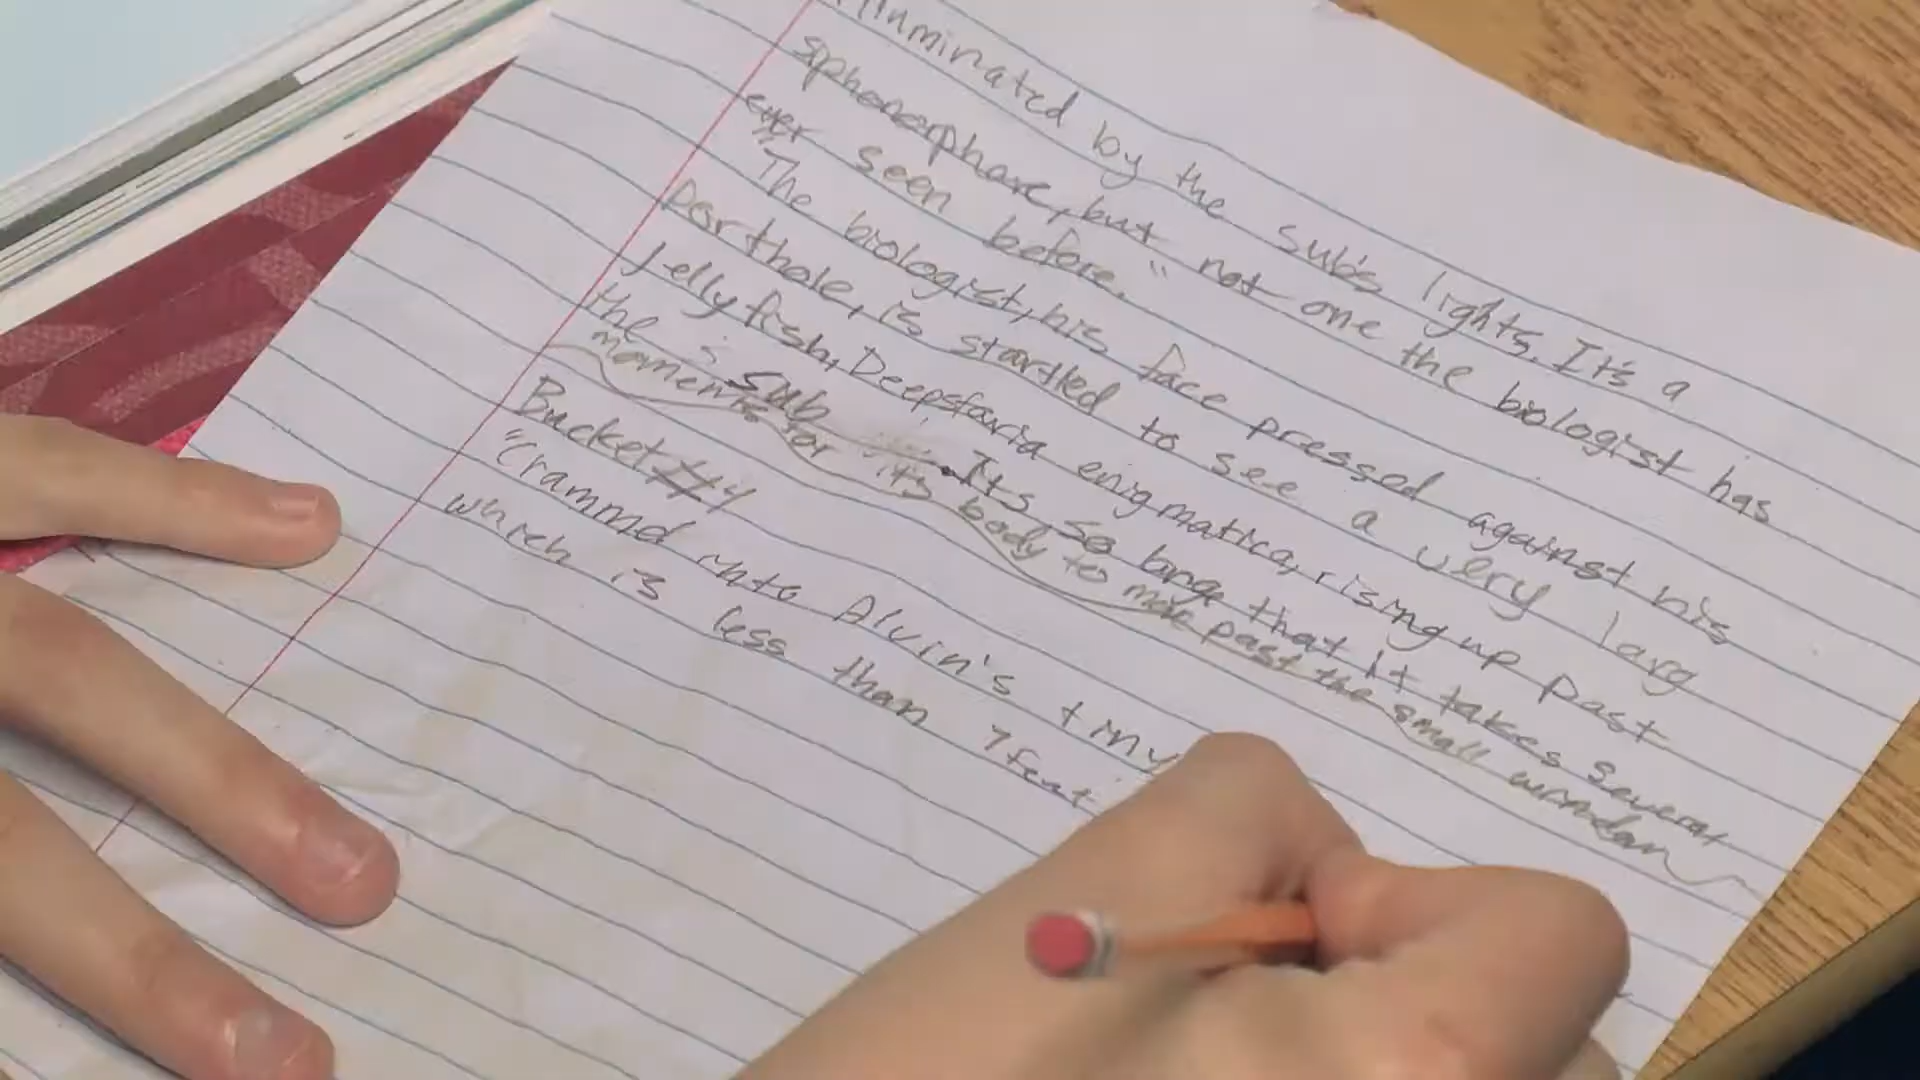 illuminated by the sub's lights. It's a
siphonophore, but not one the biologist has
ever seen before."
"The biologist, his face pressed against his
porthole, is startled to see a very larg
jellyfish, Deepstaria enigmatica, rising up past
the sub Its so large that it takes several
moments for its body to move past the small window
Bucket #4
"Crammd into Alvin's tiny
which is less than 7 feet